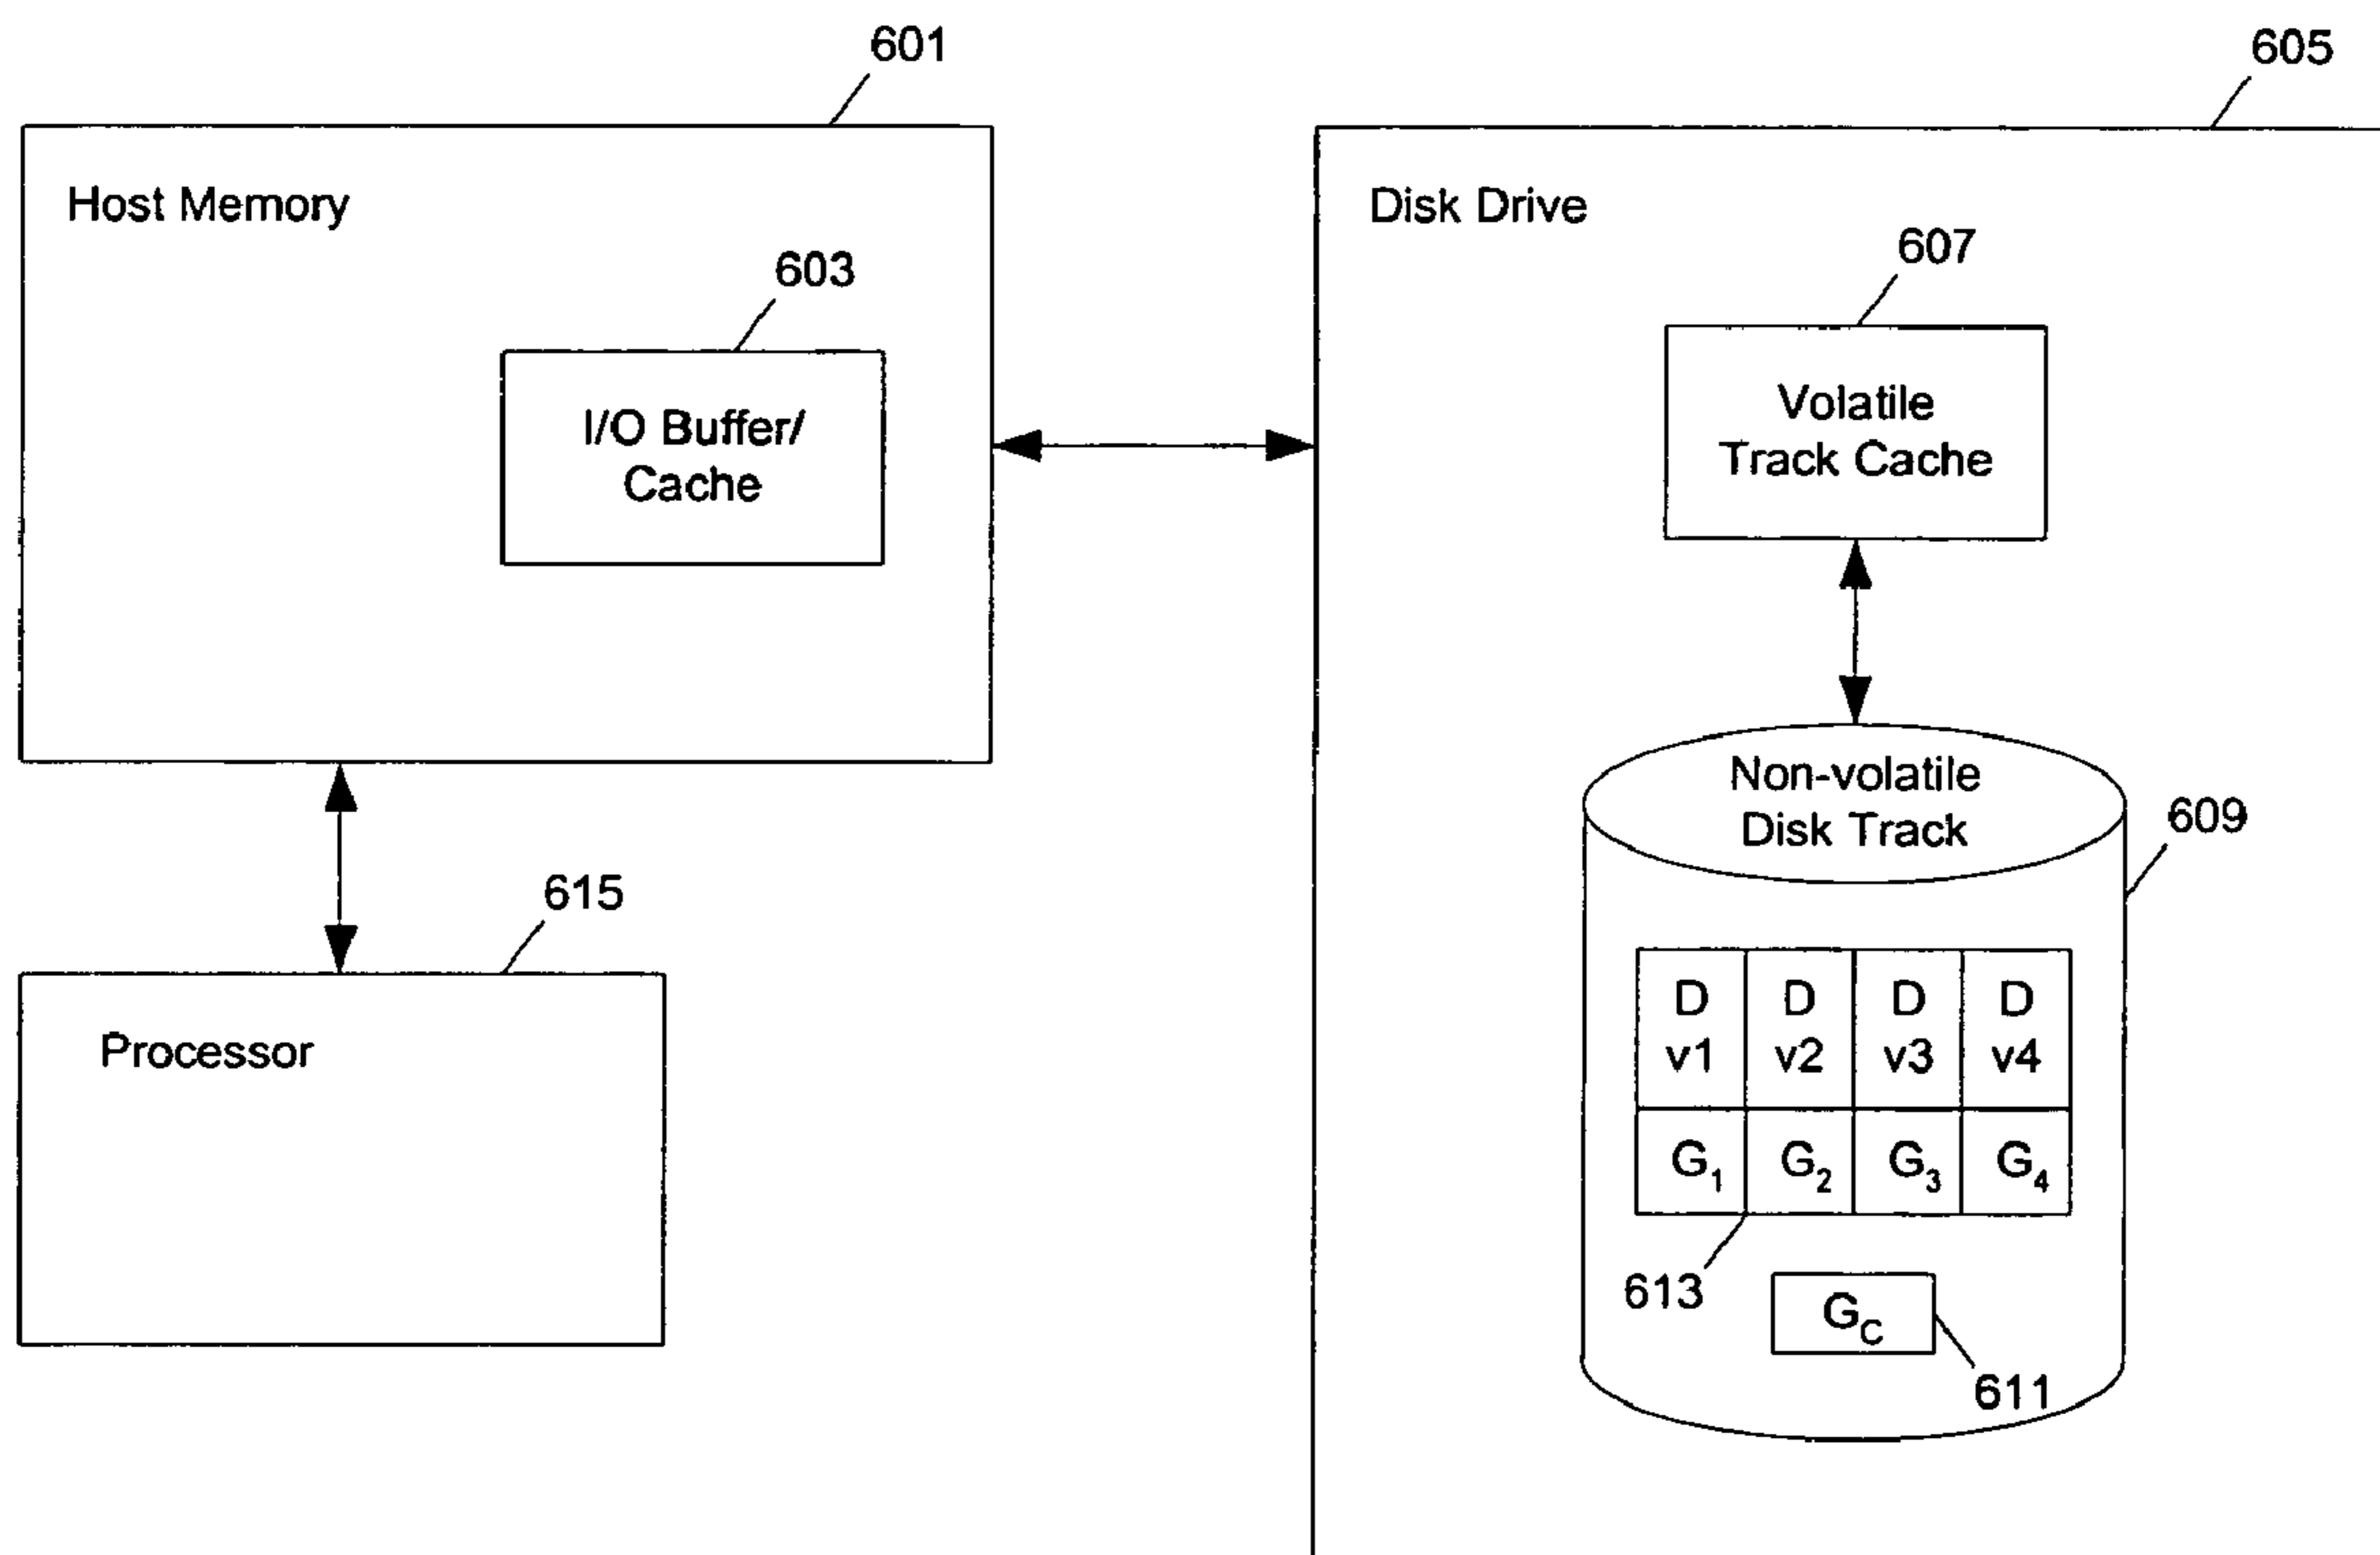 601
605
Host Memory
Disk Drive
603
607
I/O Buffer/
Cache
Volatile
Track Cache
Non-volatile
Disk Track
609
615
Processor
D D D D
v1 v2 v3 v4
G1 G2 G3 G4
613
GC
611